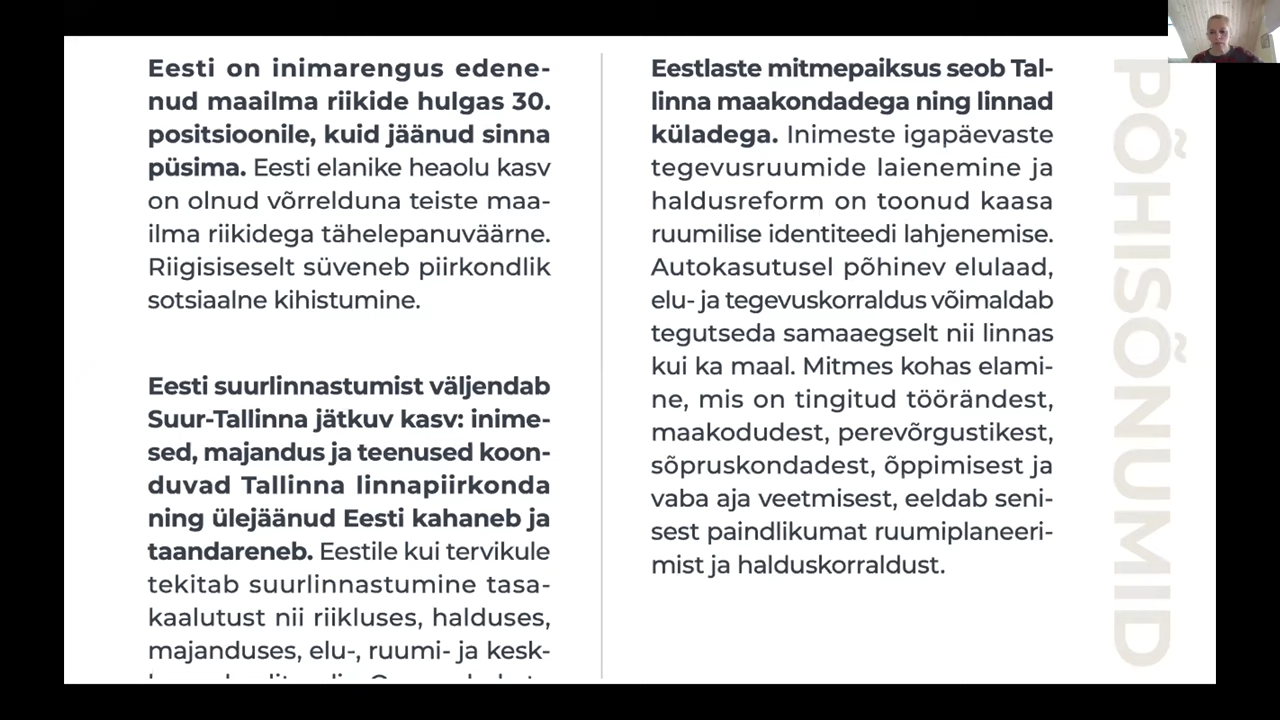 Eesti on inimarengus edene-
nud maailma riikide hulgas 30.
positsioonile, kuid jäänud sinna
püsima. Eesti elanike heaolu kasv
on olnud võrrelduna teiste maa-
ilma riikidega tähelepanuväärne.
Riigisiseselt süveneb piirkondlik
sotsiaalne kihistumine.
Eesti suurlinnastumist väljendab
Suur-Tallinna jätkuv kasv: inime-
sed, majandus ja teenused koon-
duvad Tallinna linnapiirkonda
ning ülejäänud Eesti kahaneb ja
taandareneb. Eestile kui tervikule
tekitab suurlinnastumine tasa-
kaalutust nii riikluses, halduses,
majanduses, elu-, ruumi- ja kesk-
Eestlaste mitmepaiksus seob Tal-
linna maakondadega ning linnad
küladega. Inimeste igapäevaste
tegevusruumide laienemine ja
haldusreform on toonud kaasa
ruumilise identiteedi lahjenemise.
Autokasutusel põhinev elulaad,
elu- ja tegevuskorraldus võimaldab
tegutseda samaaegselt nii linnas
kui ka maal. Mitmes kohas elami-
ne, mis on tingitud töörändest,
maakodudest, perevõrgustikest,
sõpruskondadest, õppimisest ja
vaba aja veetmisest, eeldab seni-
sest paindlikumat ruumiplaneeri-
mist ja halduskorraldust.
PÕHISÕNUMID